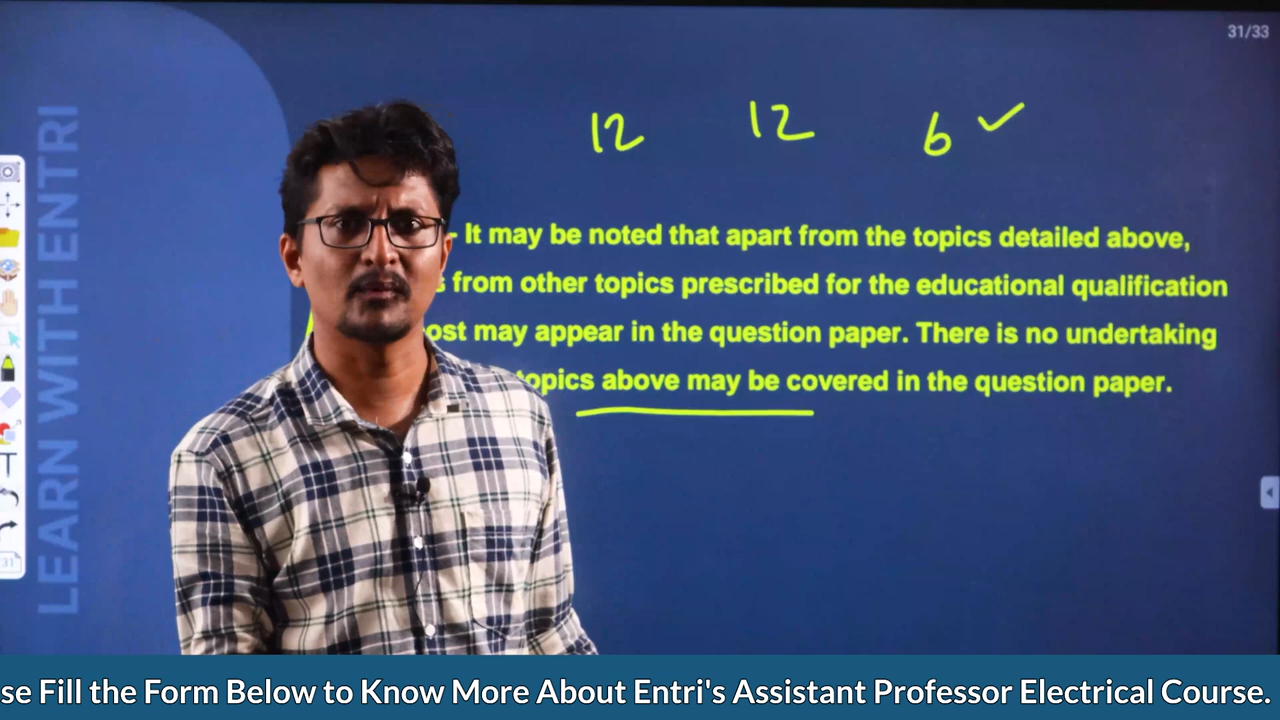 31/33
12 12 6 ✓
LEARN WITH ENTRI
- It may be noted that apart from the topics detailed above,
from other topics prescribed for the educational qualification
may appear in the question paper. There is no undertaking
topics above may be covered in the question paper.
31
T
se Fill the Form Below to Know More About Entri's Assistant Professor Electrical Course.